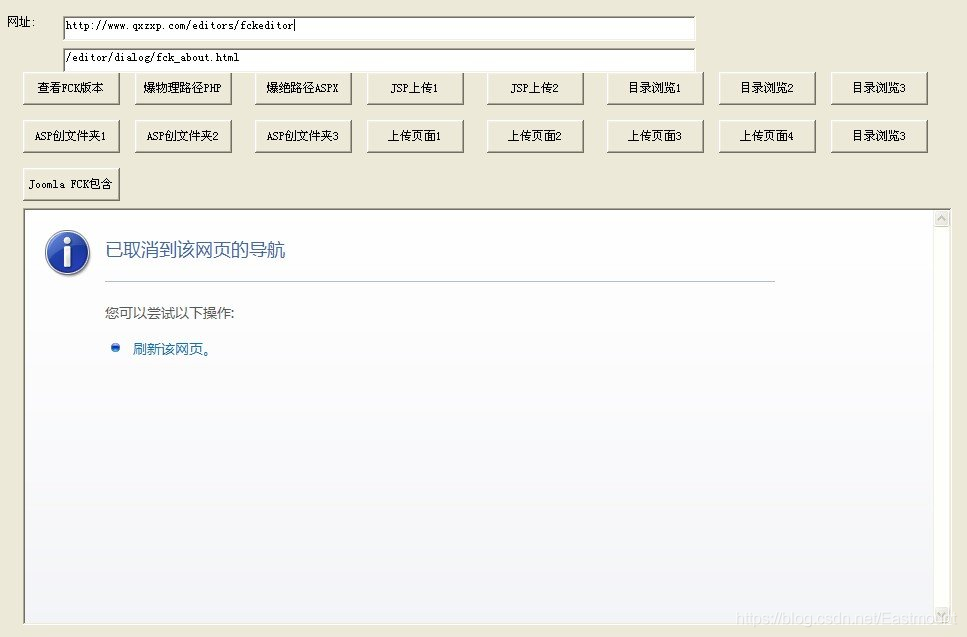 网址:
http://www.qxzxp.com/editors/fckeditor
/editor/dialog/fck_about.html
查看FCK版本 爆物理路径PHP 爆绝路径ASPX JSP上传1 JSP上传2 目录浏览1 目录浏览2 目录浏览3
ASP创文件夹1 ASP创文件夹2 ASP创文件夹3 上传页面1 上传页面2 上传页面3 上传页面4 目录浏览3
Joomla FCK包含
已取消到该网页的导航
您可以尝试以下操作:
刷新该网页。
https://blog.csdn.net/Eastmount